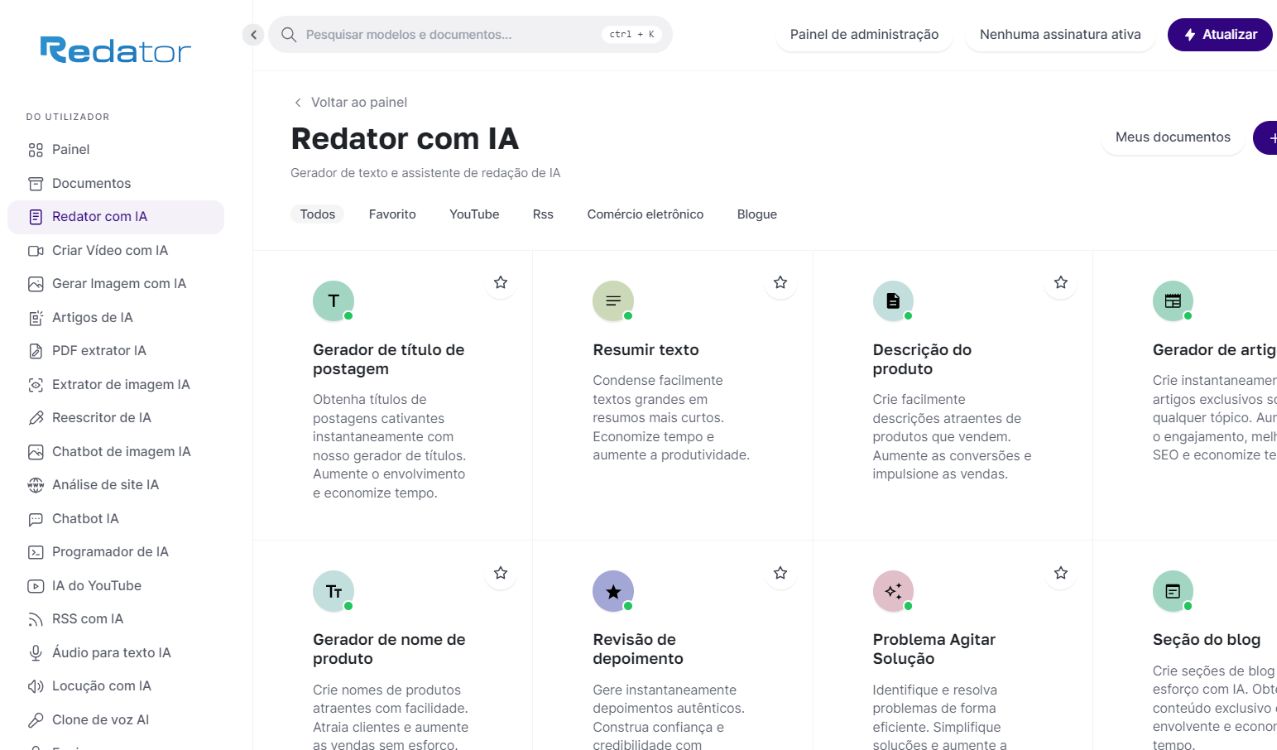 Redator
Pesquisar modelos e documentos...
ctrl + K
Painel de administração
Nenhuma assinatura ativa
Atualizar
DO UTILIZADOR
Painel
Documentos
Redator com IA
Criar Vídeo com IA
Gerar Imagem com IA
Artigos de IA
PDF extrator IA
Extrator de imagem IA
Reescritor de IA
Chatbot de imagem IA
Análise de site IA
Chatbot IA
Programador de IA
IA do YouTube
RSS com IA
Áudio para texto IA
Locução com IA
Clone de voz AI
Voltar ao painel
Redator com IA
Gerador de texto e assistente de redação de IA
Meus documentos
Todos
Favorito
YouTube
Rss
Comércio eletrônico
Blogue
T
Gerador de título de
postagem
Obtenha títulos de
postagens cativantes
instantaneamente com
nosso gerador de títulos.
Aumente o envolvimento
e economize tempo.
Resumir texto
Condense facilmente
textos grandes em
resumos mais curtos.
Economize tempo e
aumente a produtividade.
Descrição do
produto
Crie facilmente
descrições atraentes de
produtos que vendem.
Aumente as conversões e
impulsione as vendas.
Gerador de artig
Crie instantaneamen
artigos exclusivos so
qualquer tópico. Aum
o engajamento, melh
SEO e economize te
TT
Gerador de nome de
produto
Crie nomes de produtos
atraentes com facilidade.
Atraia clientes e aumente
as vendas sem esforço.
Revisão de
depoimento
Gere instantaneamente
depoimentos autênticos.
Construa confiança e
credibilidade com
Problema Agitar
Solução
Identifique e resolva
problemas de forma
eficiente. Simplifique
soluções e aumente a
Seção do blog
Crie seções de blog
esforço com IA. Obt
conteúdo exclusivo e
envolvente e econom
tempo.